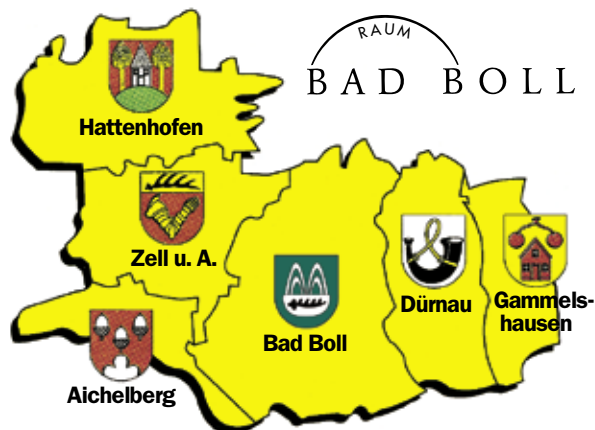 RAUM
BAD BOLL
Hattenhofen
Zell u. A.
Bad Boll
Dürnau
Gammels-
hausen
Aichelberg